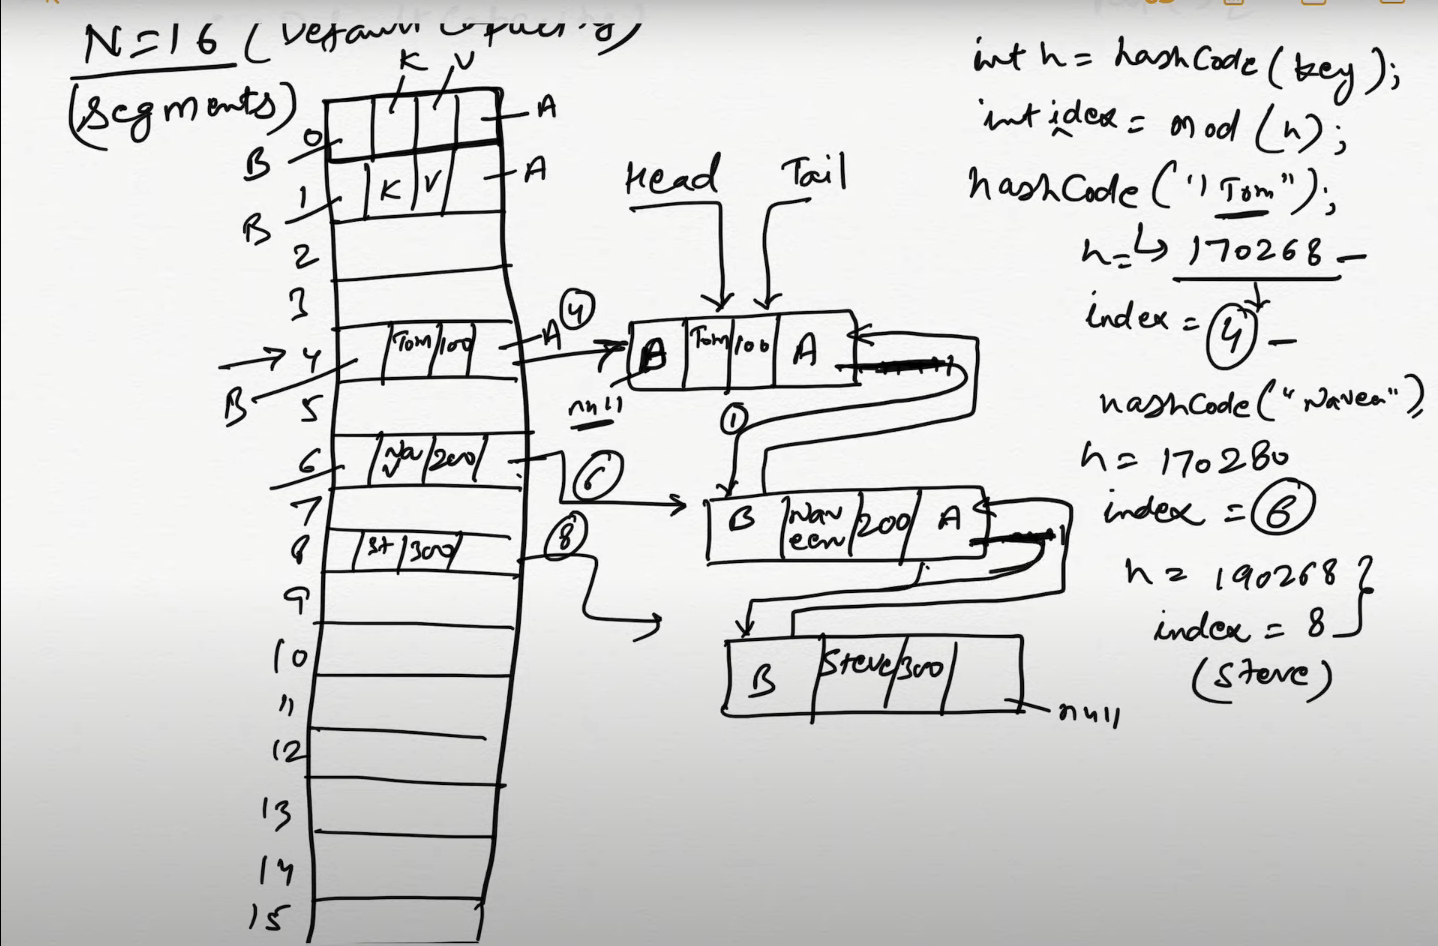 N=16 (Default Capacity)
(Segments)
K V
0 A
B
1 K V A
B
2
3
4 Tom 100 A
B
5
6 Nav 200
7
8 St 300
9
10
11
12
13
14
15
Head Tail
4
B Tom 100 A
null
1
6
B Naveen 200 A
8
B Steve 300
null
int h = hashCode(key);
int idex = mod(h);
hashCode("Tom");
h = 170268
index = 4
hashCode("Naveen")
h = 170280
index = 6
h = 190268
index = 8
(Steve)